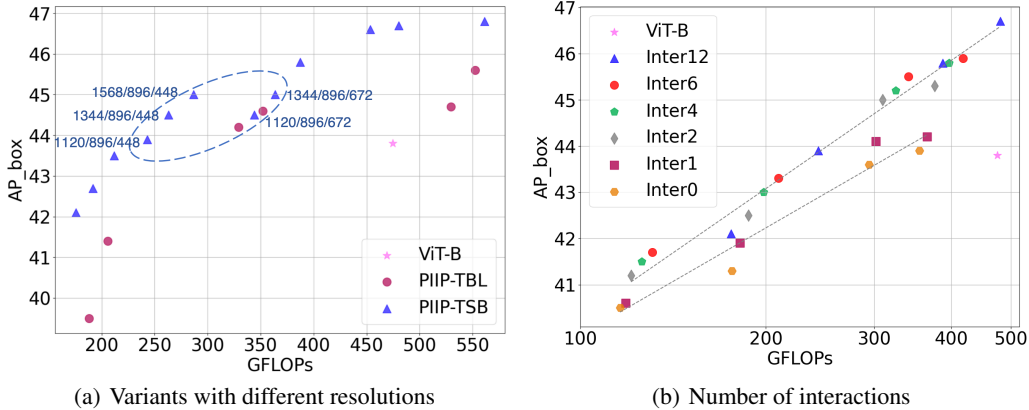 47
46
45
44
43
42
41
40
AP_box
1568/896/448
1344/896/448
1120/896/448
1344/896/672
1120/896/672
ViT-B
PIIP-TBL
PIIP-TSB
200
250
300
350
400
450
500
550
GFLOPs
(a) Variants with different resolutions
47
46
45
44
43
42
41
AP_box
ViT-B
Inter12
Inter6
Inter4
Inter2
Inter1
Inter0
100
200
300
400
500
GFLOPs
(b) Number of interactions